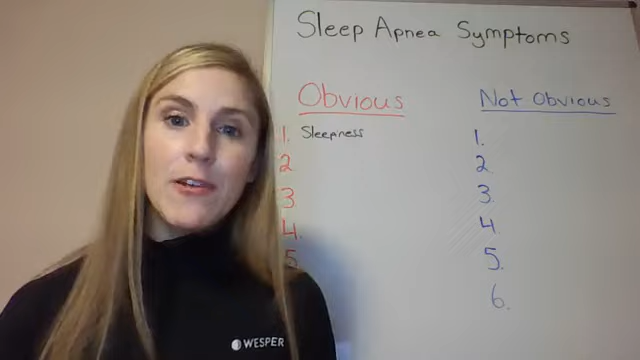 Sleep Apnea Symptoms
Obvious
1. Sleepness
2
3
4.
5
Not Obvious
1.
2.
3.
4.
5.
6.
WESPER